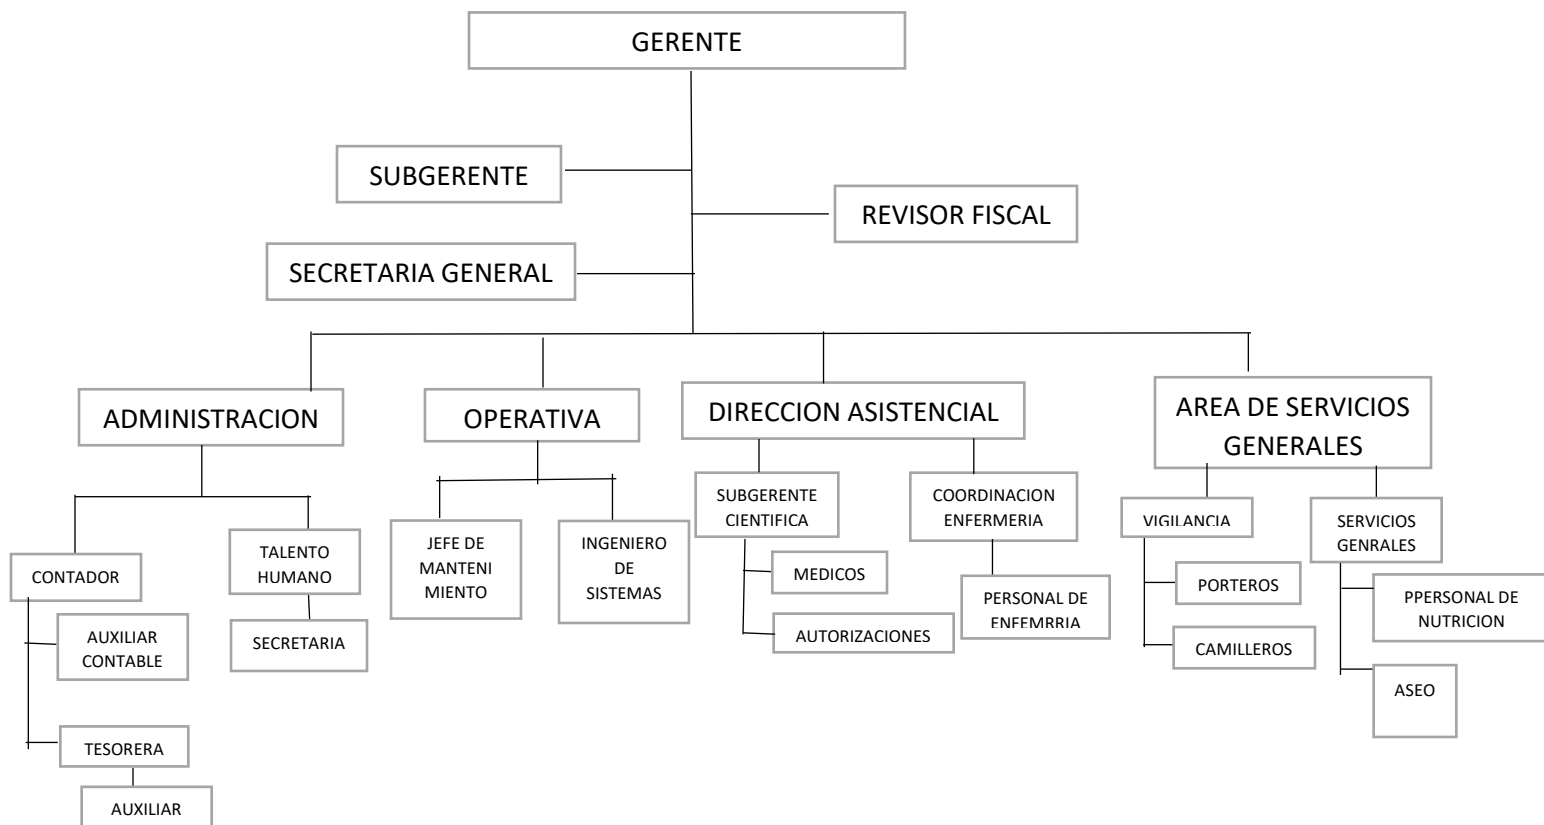 GERENTE
SUBGERENTE
REVISOR FISCAL
SECRETARIA GENERAL
ADMINISTRACION
OPERATIVA
DIRECCION ASISTENCIAL
AREA DE SERVICIOS
GENERALES
CONTADOR
AUXILIAR
CONTABLE
TESORERA
AUXILIAR
TALENTO
HUMANO
SECRETARIA
JEFE DE
MANTENI
MIENTO
INGENIERO
DE
SISTEMAS
SUBGERENTE
CIENTIFICA
MEDICOS
AUTORIZACIONES
COORDINACION
ENFERMERIA
PERSONAL DE
ENFEMRRIA
VIGILANCIA
PORTEROS
CAMILLEROS
SERVICIOS
GENRALES
PPERSONAL DE
NUTRICION
ASEO